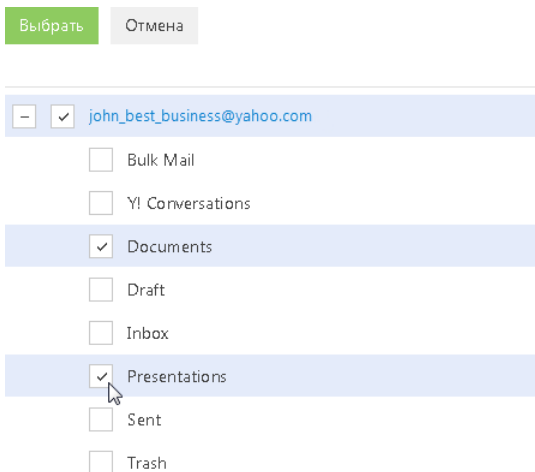 Выбрать Отмена
john_best_business@yahoo.com
Bulk Mail
Y! Conversations
Documents
Draft
Inbox
Presentations
Sent
Trash